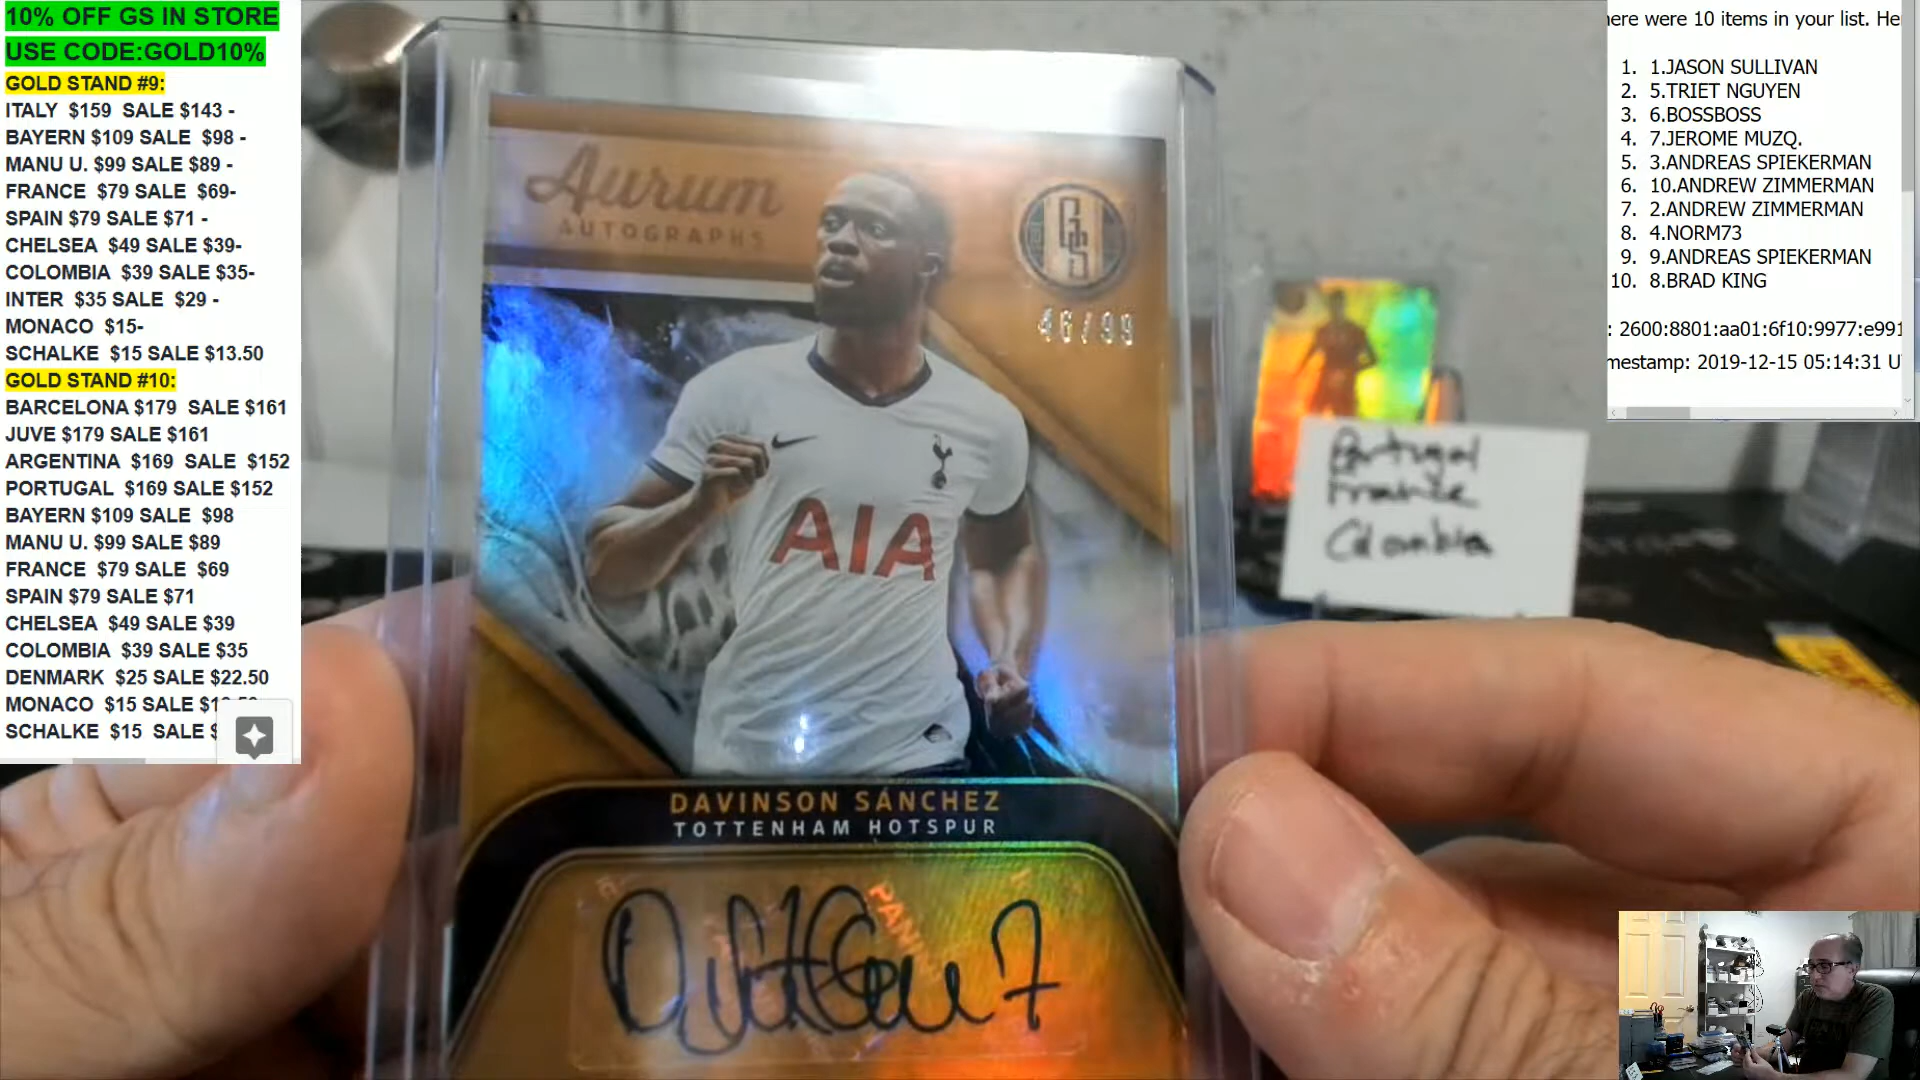 10% OFF GS IN STORE
USE CODE:GOLD10%
GOLD STAND #9:
ITALY $159 SALE $143 -
BAYERN $109 SALE $98 -
MANU U. $99 SALE $89 -
FRANCE $79 SALE $69-
SPAIN $79 SALE $71 -
CHELSEA $49 SALE $39-
COLOMBIA $39 SALE $35-
INTER $35 SALE $29 -
MONACO $15-
SCHALKE $15 SALE $13.50
GOLD STAND #10:
BARCELONA $179 SALE $161
JUVE $179 SALE $161
ARGENTINA $169 SALE $152
PORTUGAL $169 SALE $152
BAYERN $109 SALE $98
MANU U. $99 SALE $89
FRANCE $79 SALE $69
SPAIN $79 SALE $71
CHELSEA $49 SALE $39
COLOMBIA $39 SALE $35
DENMARK $25 SALE $22.50
MONACO $15 SALE
SCHALKE $15 SALE $
Aurum
AUTOGRAPHS
GS
46/99
AIA
DAVINSON SÁNCHEZ
TOTTENHAM HOTSPUR
PANINI
Portugal
France
Colombia
ere were 10 items in your list. He
1. 1.JASON SULLIVAN
2. 5.TRIET NGUYEN
3. 6.BOSSBOSS
4. 7.JEROME MUZQ.
5. 3.ANDREAS SPIEKERMAN
6. 10.ANDREW ZIMMERMAN
7. 2.ANDREW ZIMMERMAN
8. 4.NORM73
9. 9.ANDREAS SPIEKERMAN
10. 8.BRAD KING
: 2600:8801:aa01:6f10:9977:e991
mestamp: 2019-12-15 05:14:31 U